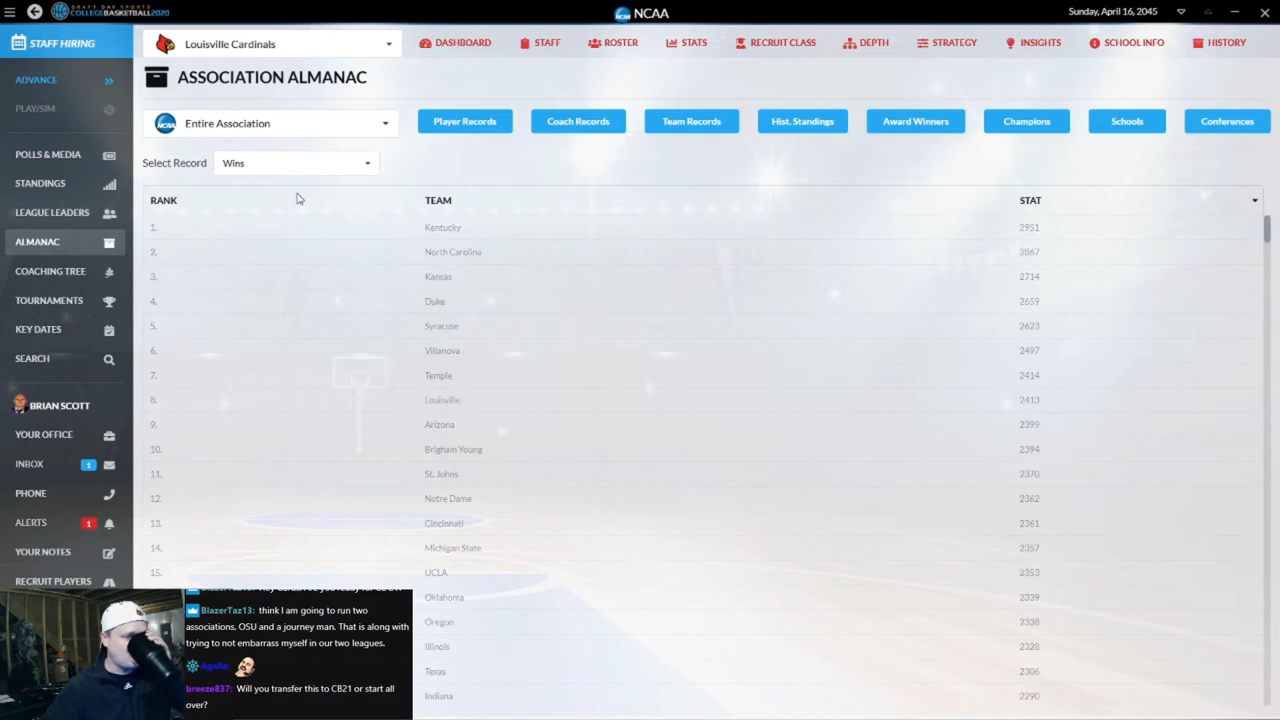 DRAFT DAY SPORTS
COLLEGE BASKETBALL 2020
NCAA
Sunday, April 16, 2045
STAFF HIRING
Louisville Cardinals
DASHBOARD
STAFF
ROSTER
STATS
RECRUIT CLASS
DEPTH
STRATEGY
INSIGHTS
SCHOOL INFO
HISTORY
ADVANCE
PLAY/SIM
POLLS & MEDIA
STANDINGS
LEAGUE LEADERS
ALMANAC
COACHING TREE
TOURNAMENTS
KEY DATES
SEARCH
BRIAN SCOTT
YOUR OFFICE
INBOX 1
PHONE
ALERTS 1
YOUR NOTES
RECRUIT PLAYERS
ASSOCIATION ALMANAC
Entire Association
Player Records
Coach Records
Team Records
Hist. Standings
Award Winners
Champions
Schools
Conferences
Select Record Wins
RANK TEAM STAT
1. Kentucky 2951
2. North Carolina 2867
3. Kansas 2714
4. Duke 2659
5. Syracuse 2623
6. Villanova 2497
7. Temple 2414
8. Louisville 2413
9. Arizona 2399
10. Brigham Young 2394
11. St. Johns 2370
12. Notre Dame 2362
13. Cincinnati 2361
14. Michigan State 2357
15. UCLA 2353
Oklahoma 2339
Oregon 2338
Illinois 2328
Texas 2306
Indiana 2290
BlazerTaz13: think I am going to run two
associations, OSU and a journey man. That is along with
trying to not embarrass myself in our two leagues.
Agalia:
breeze837: Will you transfer this to CB21 or start all
over?